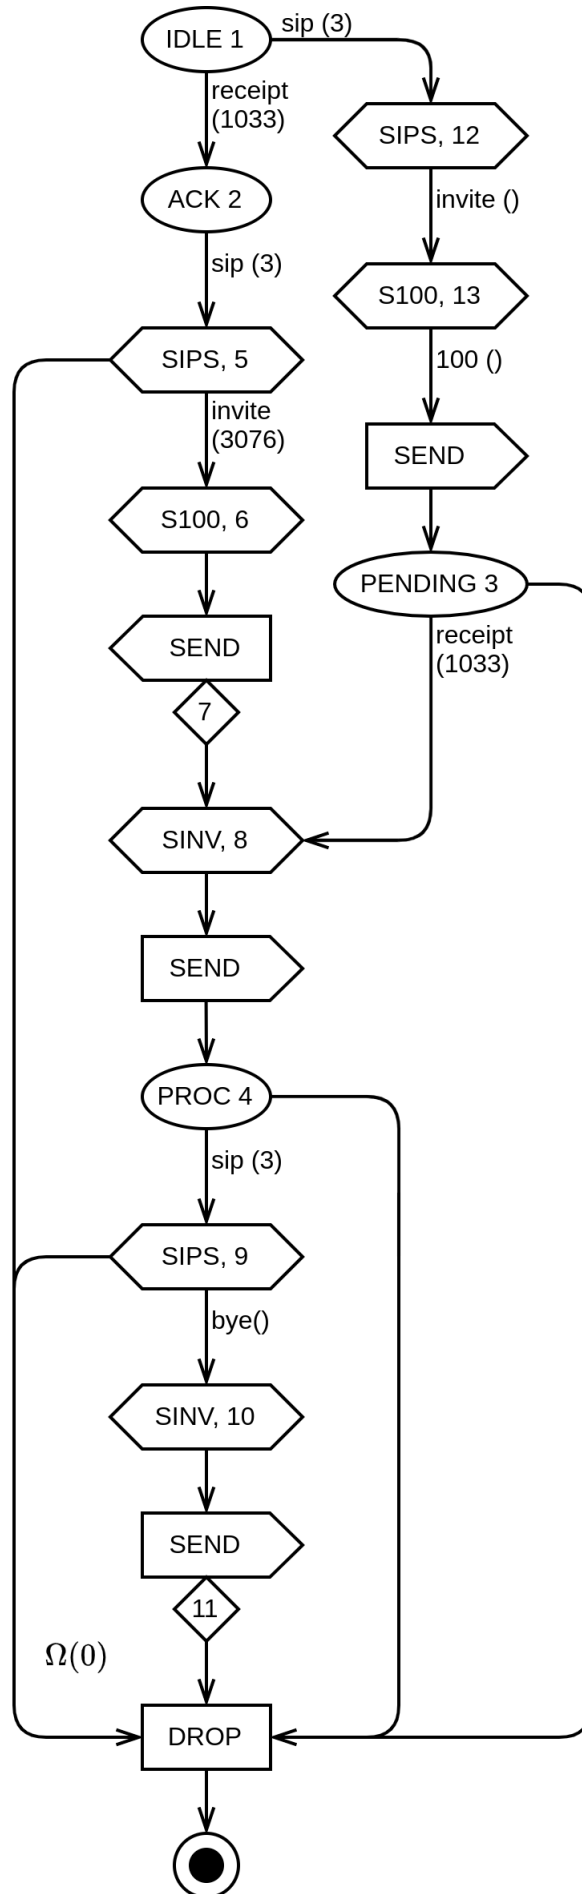 IDLE 1
sip (3)
receipt
(1033)
SIPS, 12
ACK 2
invite ()
sip (3)
S100, 13
SIPS, 5
100 ()
invite
(3076)
SEND
S100, 6
PENDING 3
receipt
(1033)
SEND
7
SINV, 8
SEND
PROC 4
sip (3)
SIPS, 9
bye()
SINV, 10
SEND
11
Ω(0)
DROP